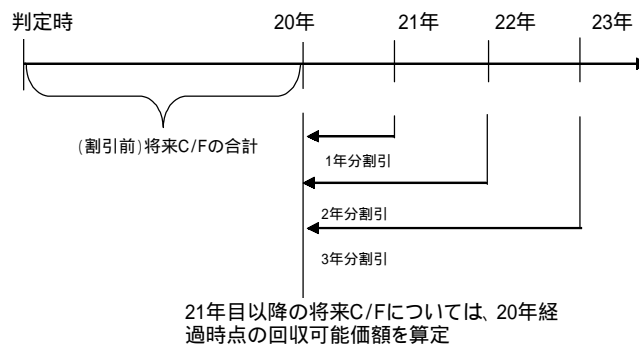 判定時
20年
21年
22年
23年
(割引前)将来C/Fの合計
1年分割引
2年分割引
3年分割引
21年目以降の将来C/Fについては、20年経
過時点の回収可能価額を算定